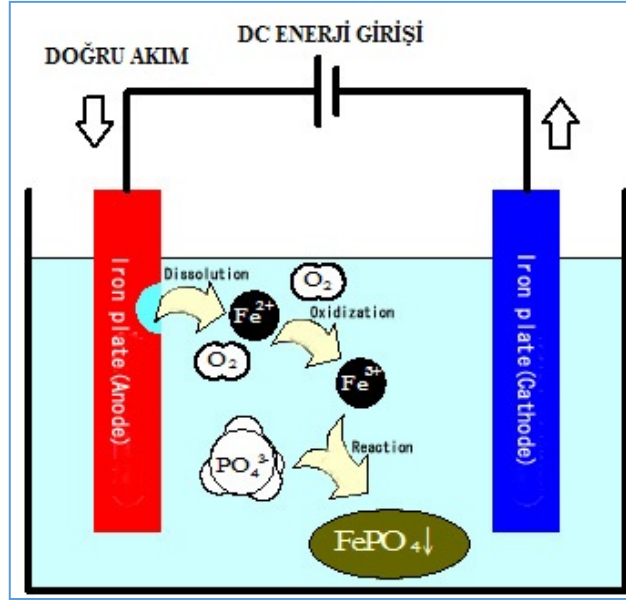 DC ENERJİ GİRİŞİ
DOĞRU AKIM
Iron plate(Anode)
Dissolution
O₂
Fe²⁺
Oxidization
O₂
Fe³⁺
PO₄³⁻
Reaction
FePO₄↓
Iron plate(Cathode)